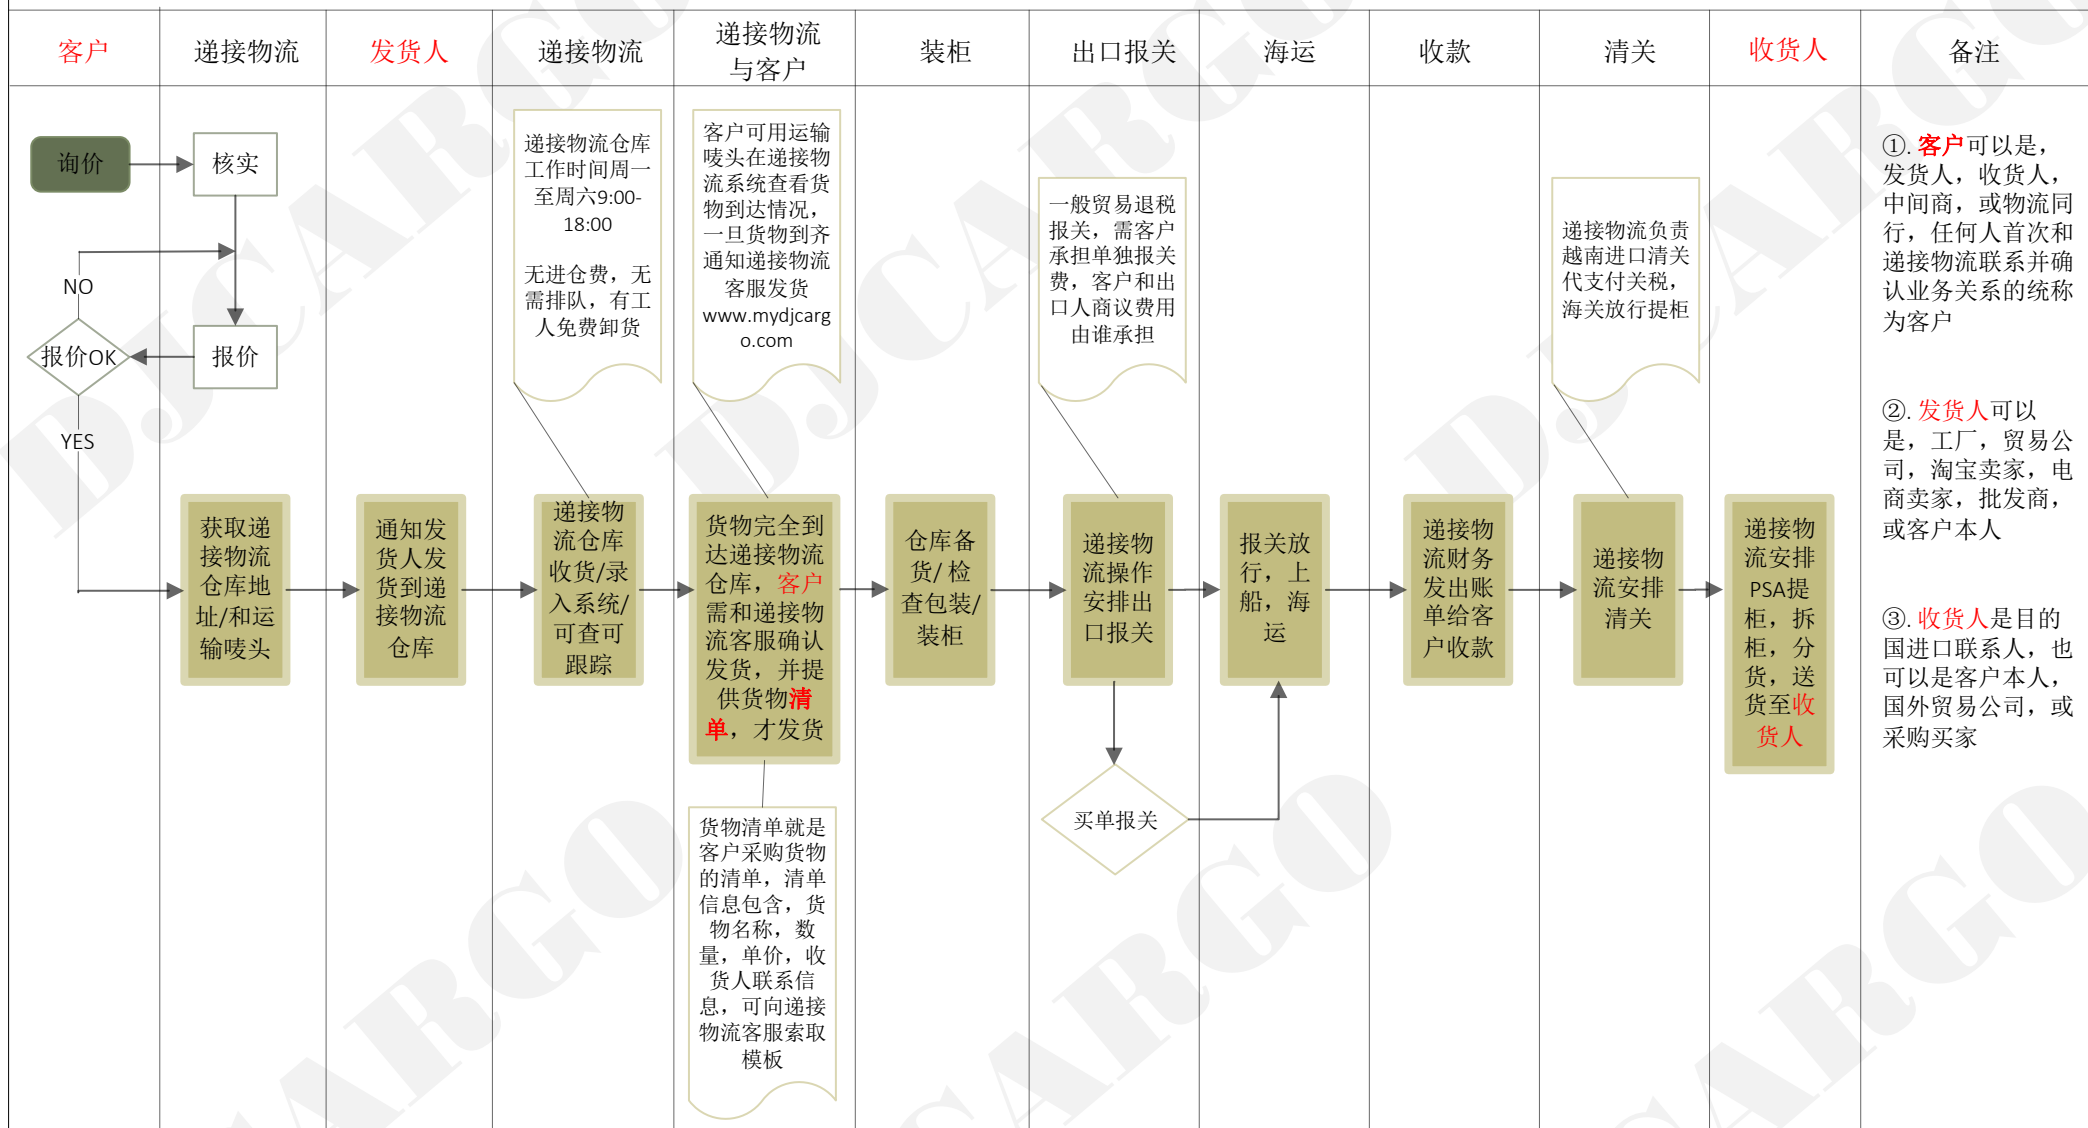 客户
递接物流
发货人
递接物流
递接物流
与客户
装柜
出口报关
海运
收款
清关
收货人
备注
询价
核实
NO
报价OK
报价
YES
递接物流仓库
工作时间周一
至周六9:00-
18:00
无进仓费，无
需排队，有工
人免费卸货
客户可用运输
唛头在递接物
流系统查看货
物到达情况，
一旦货物到齐
通知递接物流
客服发货
www.mydjcarg
o.com
一般贸易退税
报关，需客户
承担单独报关
费，客户和出
口人商议费用
由谁承担
递接物流负责
越南进口清关
代支付关税，
海关放行提柜
获取递
接物流
仓库地
址/和运
输唛头
通知发
货人发
货到递
接物流
仓库
递接物
流仓库
收货/录
入系统/
可查可
跟踪
货物完全到
达递接物流
仓库，客户
需和递接物
流客服确认
发货，并提
供货物清
单，才发货
仓库备
货/ 检
查包装/
装柜
递接物
流操作
安排出
口报关
报关放
行，上
船，海
运
递接物
流财务
发出账
单给客
户收款
递接物
流安排
清关
递接物
流安排
PSA提
柜，拆
柜，分
货，送
货至收
货人
买单报关
货物清单就是
客户采购货物
的清单，清单
信息包含，货
物名称，数
量，单价，收
货人联系信
息，可向递接
物流客服索取
模板
①. 客户可以是，
发货人，收货人，
中间商，或物流同
行，任何人首次和
递接物流联系并确
认业务关系的统称
为客户
②. 发货人可以
是，工厂，贸易公
司，淘宝卖家，电
商卖家，批发商，
或客户本人
③. 收货人是目的
国进口联系人，也
可以是客户本人，
国外贸易公司，或
采购买家
DJCARGO
DJCARGO
DJCARGO
CARGO
CARGO
CARGO